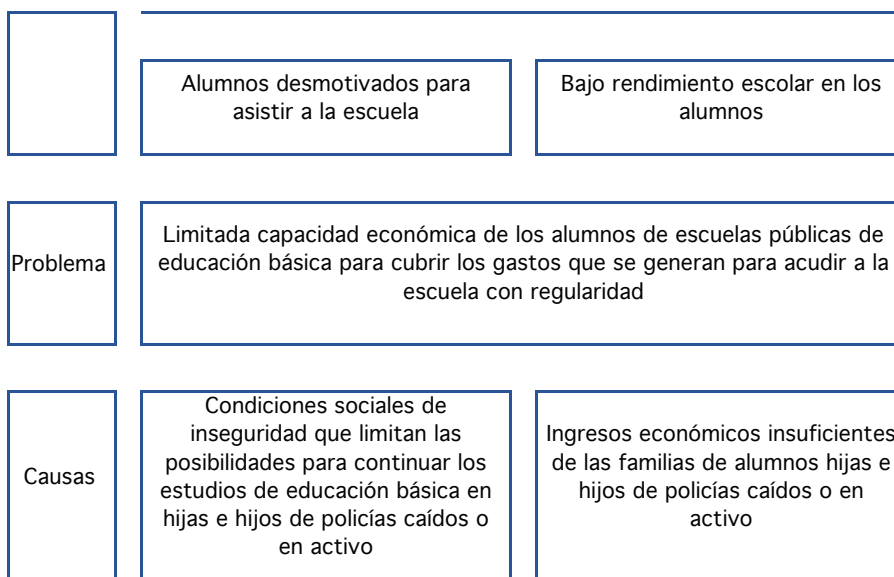 Alumnos desmotivados para
asistir a la escuela
Bajo rendimiento escolar en los
alumnos
Problema
Limitada capacidad económica de los alumnos de escuelas públicas de
educación básica para cubrir los gastos que se generan para acudir a la
escuela con regularidad
Causas
Condiciones sociales de
inseguridad que limitan las
posibilidades para continuar los
estudios de educación básica en
hijas e hijos de policías caídos o
en activo
Ingresos económicos insuficientes
de las familias de alumnos hijas e
hijos de policías caídos o en
activo